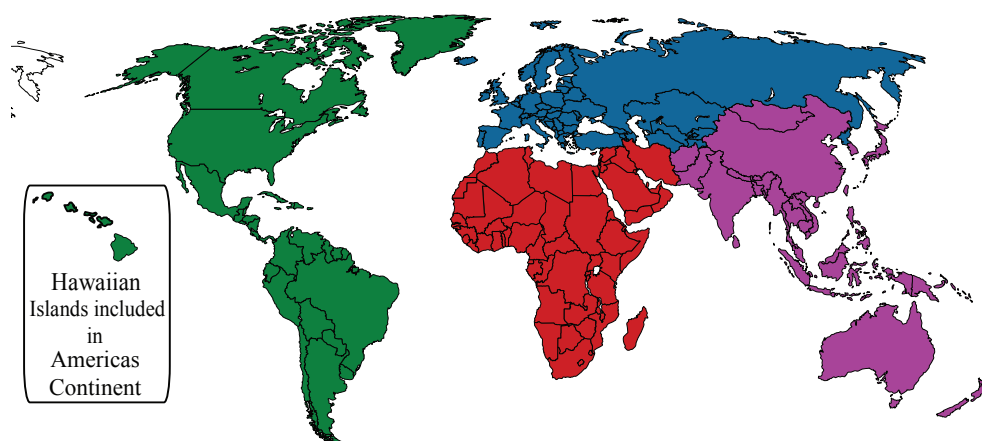 Hawaiian
Islands included
in
Americas
Continent